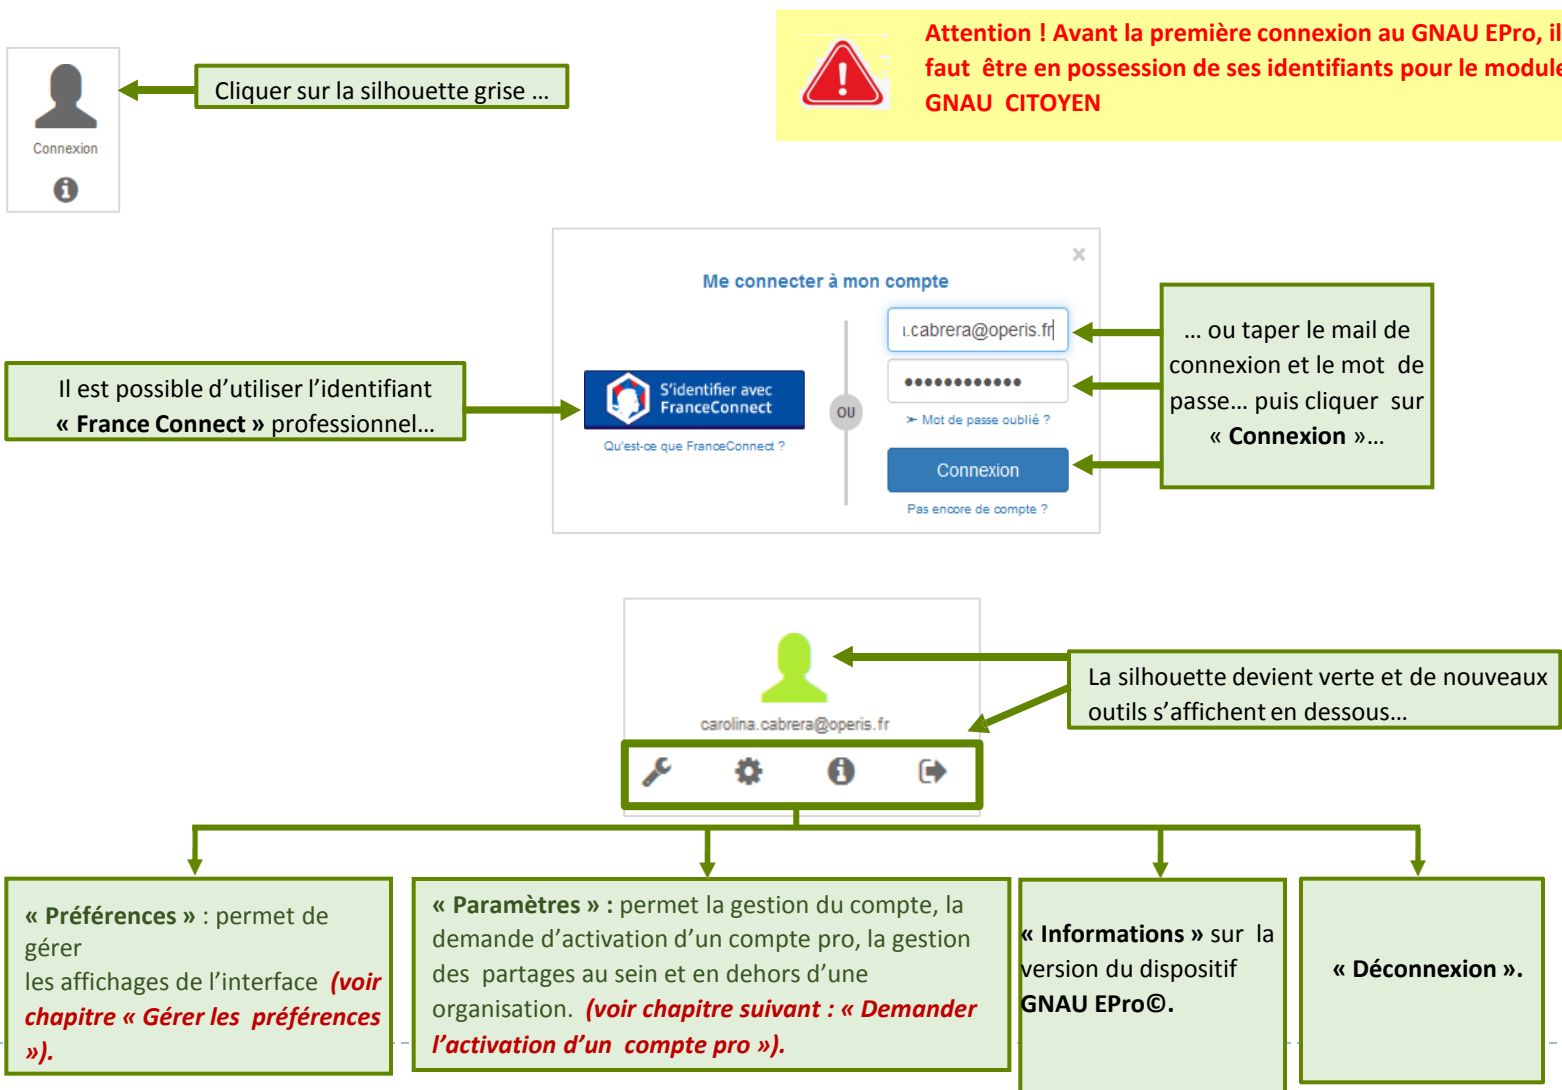 Attention ! Avant la première connexion au GNAU EPro, il
faut être en possession de ses identifiants pour le module
GNAU CITOYEN
Cliquer sur la silhouette grise ...
Connexion
Me connecter à mon compte
.cabrera@operis.fr
••••••••••••
➢ Mot de passe oublié ?
Connexion
Pas encore de compte ?
S'identifier avec
FranceConnect
Qu'est-ce que FranceConnect ?
OU
Il est possible d’utiliser l’identifiant
« France Connect » professionnel…
… ou taper le mail de
connexion et le mot de
passe… puis cliquer sur
« Connexion »…
carolina.cabrera@operis.fr
La silhouette devient verte et de nouveaux
outils s’affichent en dessous…
« Préférences » : permet de
gérer
les affichages de l’interface (voir
chapitre « Gérer les préférences
»).
« Paramètres » : permet la gestion du compte, la
demande d’activation d’un compte pro, la gestion
des partages au sein et en dehors d’une
organisation. (voir chapitre suivant : « Demander
l’activation d’un compte pro »).
« Informations » sur la
version du dispositif
GNAU EPro©.
« Déconnexion ».